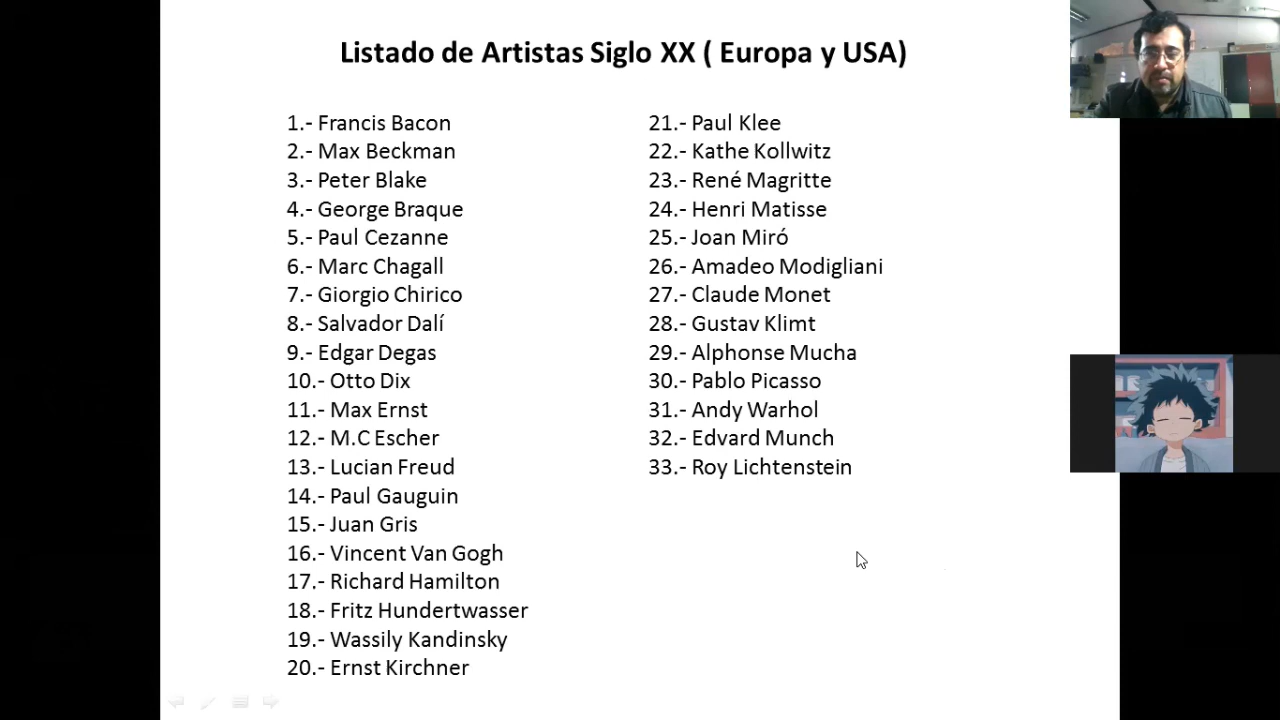 Listado de Artistas Siglo XX ( Europa y USA)
1.- Francis Bacon
2.- Max Beckman
3.- Peter Blake
4.- George Braque
5.- Paul Cezanne
6.- Marc Chagall
7.- Giorgio Chirico
8.- Salvador Dalí
9.- Edgar Degas
10.- Otto Dix
11.- Max Ernst
12.- M.C Escher
13.- Lucian Freud
14.- Paul Gauguin
15.- Juan Gris
16.- Vincent Van Gogh
17.- Richard Hamilton
18.- Fritz Hundertwasser
19.- Wassily Kandinsky
20.- Ernst Kirchner
21.- Paul Klee
22.- Kathe Kollwitz
23.- René Magritte
24.- Henri Matisse
25.- Joan Miró
26.- Amadeo Modigliani
27.- Claude Monet
28.- Gustav Klimt
29.- Alphonse Mucha
30.- Pablo Picasso
31.- Andy Warhol
32.- Edvard Munch
33.- Roy Lichtenstein